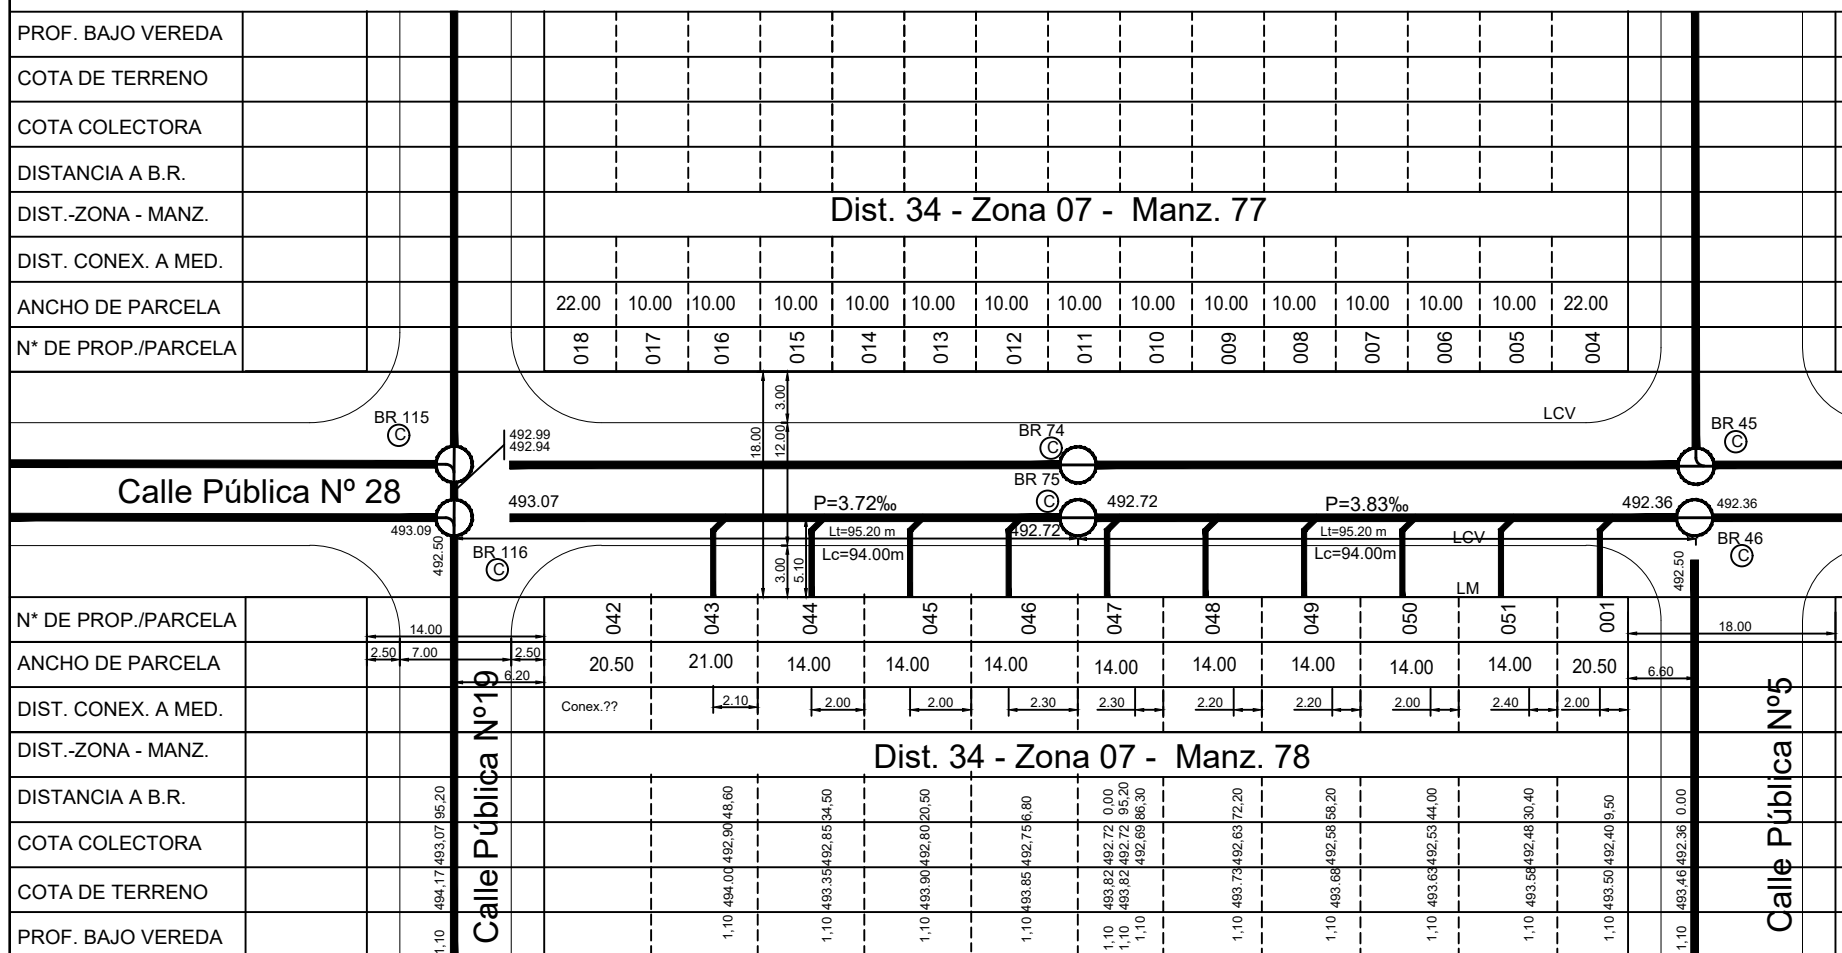 PROF. BAJO VEREDA
COTA DE TERRENO
COTA COLECTORA
DISTANCIA A B.R.
DIST.-ZONA - MANZ.
Dist. 34 - Zona 07 - Manz. 77
DIST. CONEX. A MED.
ANCHO DE PARCELA 22.00 10.00 10.00 10.00 10.00 10.00 10.00 10.00 10.00 10.00 10.00 10.00 10.00 10.00 22.00
N* DE PROP./PARCELA 018 017 016 015 014 013 012 011 010 009 008 007 006 005 004
3.00
18.00
12.00
LCV
BR 115
C
492.99
492.94
BR 74
C
BR 45
C
Calle Pública Nº 28
BR 75
C
493.07
P=3.72‰
492.72
P=3.83‰
492.36
492.36
493.09
492.50
Lt=95.20 m
492.72
Lt=95.20 m
LCV
BR 116
C
Lc=94.00m
Lc=94.00m
BR 46
C
3.00
5.10
LM
492.50
N* DE PROP./PARCELA 042 043 044 045 046 047 048 049 050 051 001
14.00
18.00
ANCHO DE PARCELA 20.50 21.00 14.00 14.00 14.00 14.00 14.00 14.00 14.00 14.00 20.50
2.50 7.00 2.50
6.20
6.60
DIST. CONEX. A MED. Conex.?? 2.10 2.00 2.00 2.30 2.30 2.20 2.20 2.00 2.40 2.00
Calle Pública Nº19
Calle Pública Nº5
DIST.-ZONA - MANZ.
Dist. 34 - Zona 07 - Manz. 78
DISTANCIA A B.R. 95,20 48,60 34,50 20,50 6,80 0,00 95,20 86,30 72,20 58,20 44,00 30,40 9,50 0.00
COTA COLECTORA 493,07 492,90 492,85 492,80 492,75 492.72 492.72 492,69 492,63 492,58 492,53 492,48 492,40 492.36
COTA DE TERRENO 494,17 494.00 493.35 493.90 493.85 493,82 493,82 493.73 493.68 493.63 493.58 493.50 493,46
PROF. BAJO VEREDA 1,10 1,10 1,10 1,10 1,10 1,10 1,10 1,10 1,10 1,10 1,10 1,10 1,10 1,10